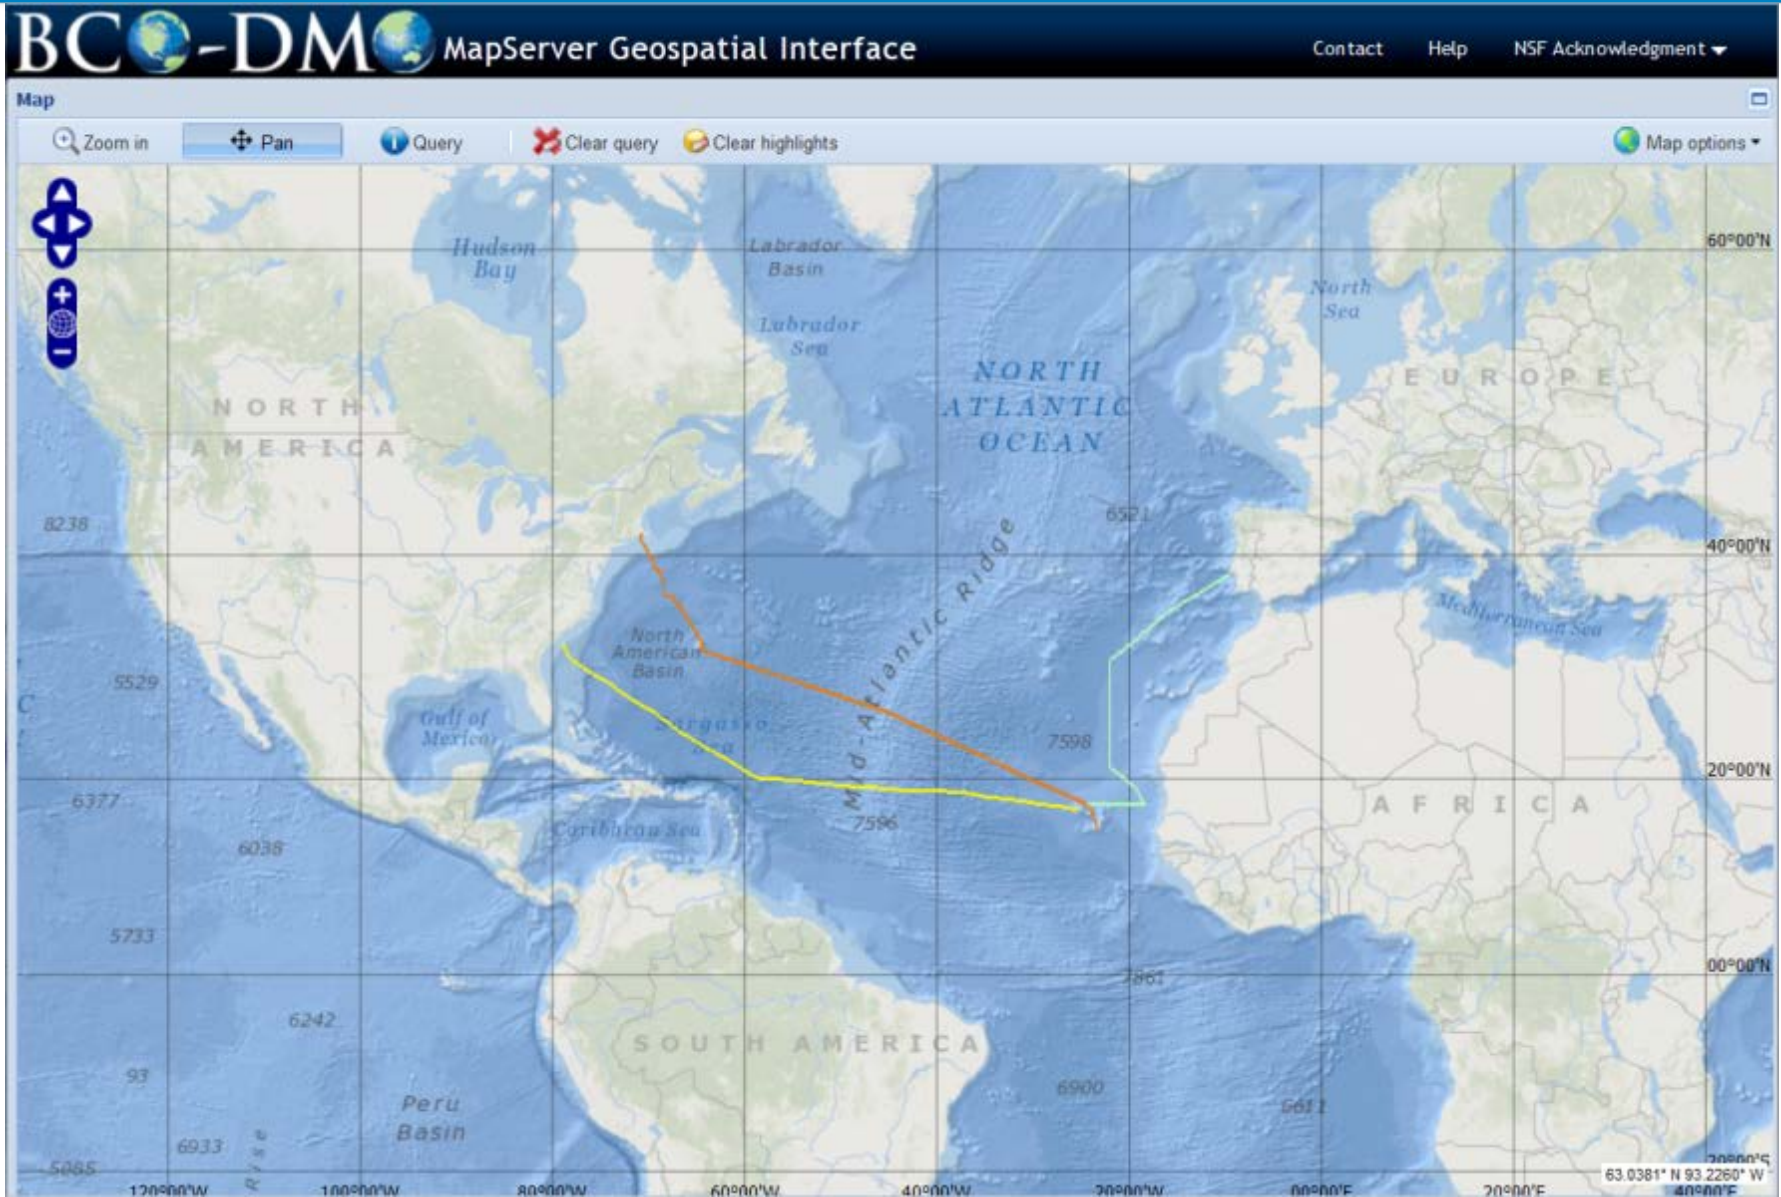 BCO-DMO MapServer Geospatial Interface
Contact Help NSF Acknowledgment
Map
Zoom in Pan Query Clear query Clear highlights Map options
60°00'N
Hudson
Bay
Labrador
Basin
North
Sea
Labrador
Sea
NORTH
ATLANTIC
OCEAN
EUROPE
NORTH
AMERICA
8238
6521
40°00'N
Mid-Atlantic Ridge
Mediterranean Sea
North
American
Basin
5529
C
Gulf of
Mexico
Sargasso
Sea
7598
20°00'N
6377
AFRICA
7596
Caribbean Sea
6038
5733
00°00'N
7861
6242
SOUTH AMERICA
93
6900
6611
Peru
Basin
6933
Rise
5085
20°00'S
63.0381° N 93.2260° W
120°00'W 100°00'W 80°00'W 60°00'W 40°00'W 20°00'W 00°00'E 20°00'E 40°00'E